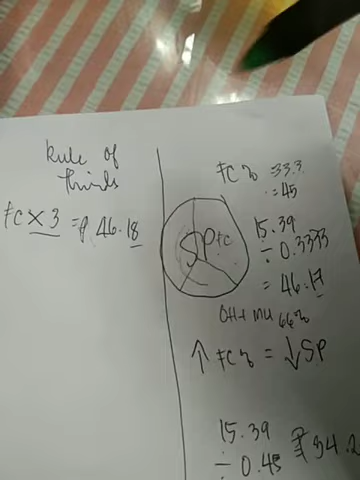 Rule of
thirds
FC x 3 = ₱ 46.18
FC % = 33.3
= 45
SP FC
15.39
÷ 0.3333
= 46.17
OH + MU 66%
↑ FC % = ↓ SP
15.39
÷ 0.45
₱34.2